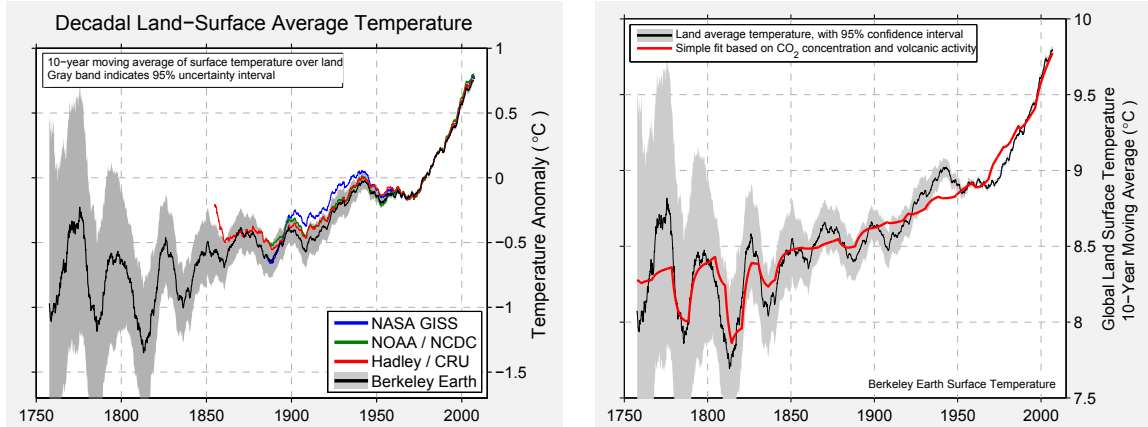 Decadal Land−Surface Average Temperature
10−year moving average of surface temperature over land
Gray band indicates 95% uncertainty interval
1
0.5
0
−0.5
−1
−1.5
Temperature Anomaly ( °C )
NASA GISS
NOAA / NCDC
Hadley / CRU
Berkeley Earth
1750 1800 1850 1900 1950 2000
Land average temperature, with 95% confidence interval
Simple fit based on CO2 concentration and volcanic activity
10
9.5
9
8.5
8
7.5
Global Land Surface Temperature
10−Year Moving Average (°C )
Berkeley Earth Surface Temperature
1750 1800 1850 1900 1950 2000